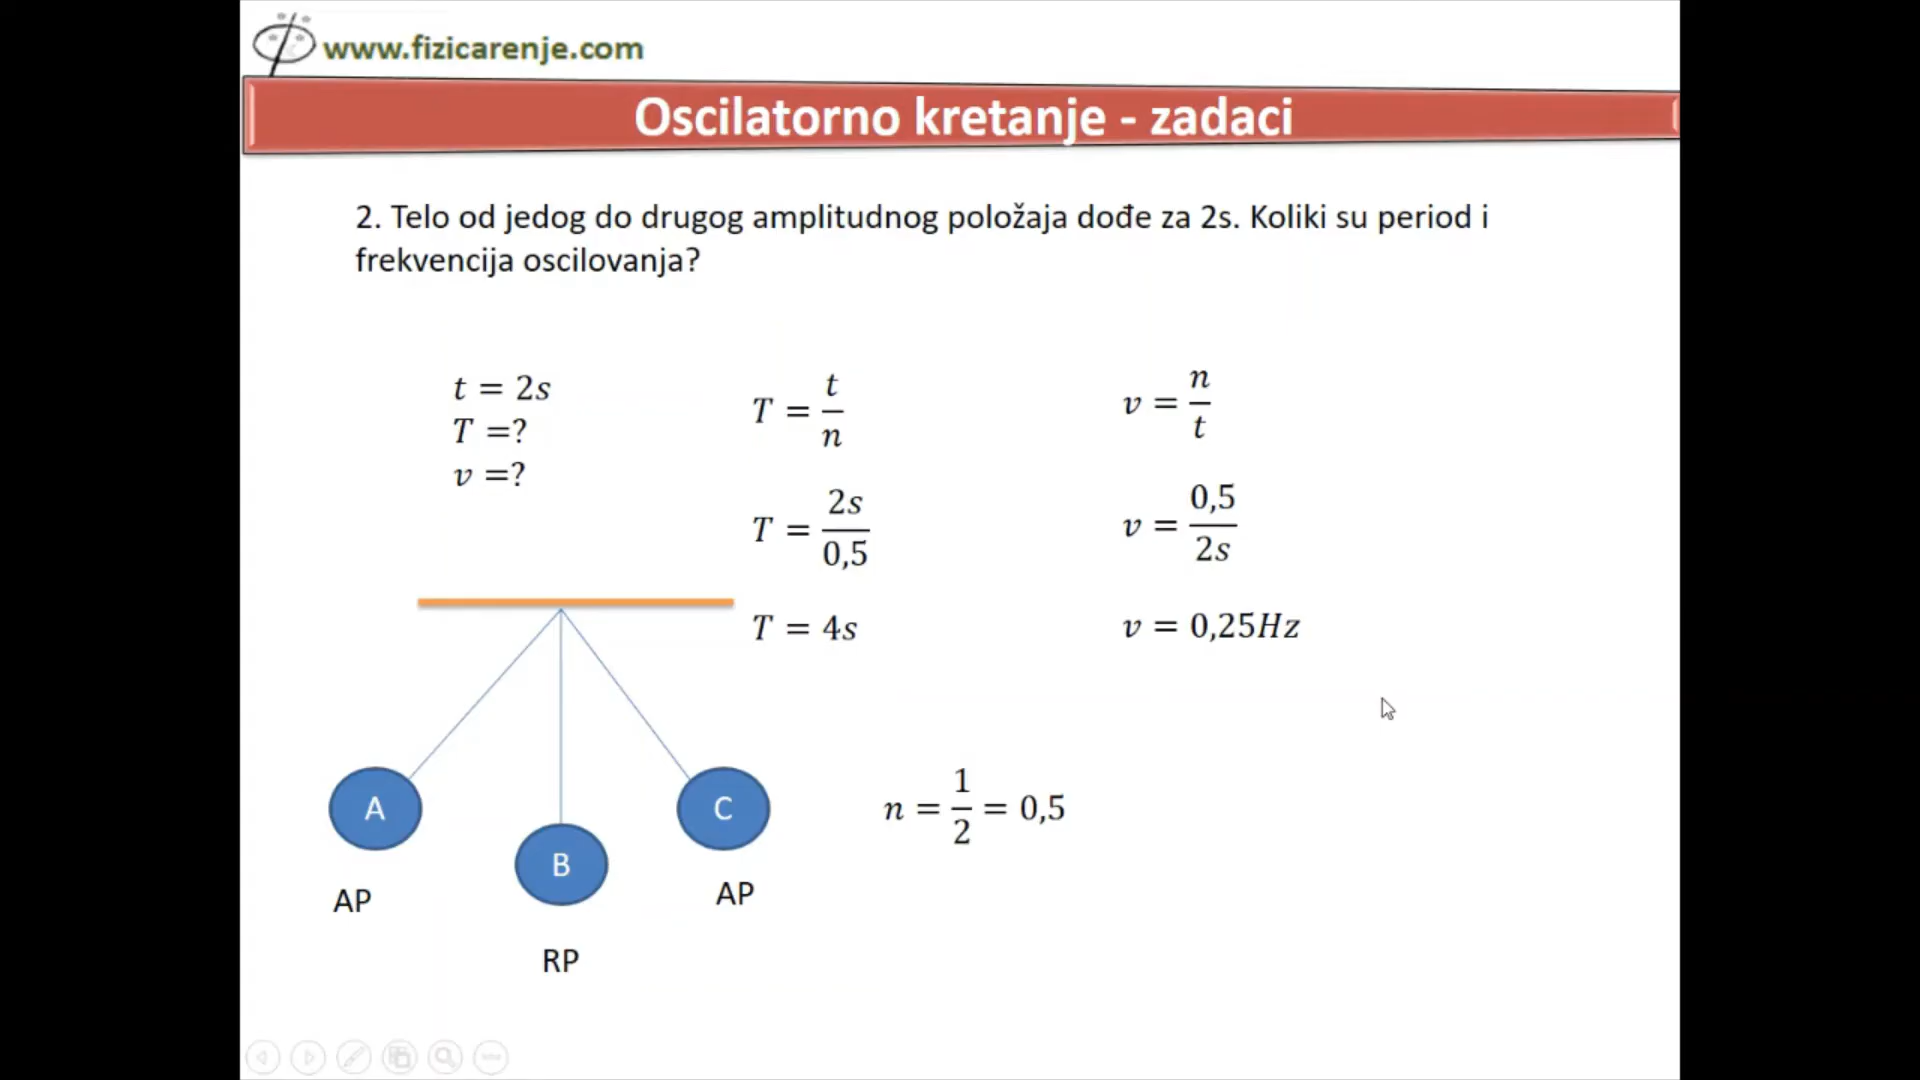 www.fizicarenje.com
Oscilatorno kretanje - zadaci
2. Telo od jedog do drugog amplitudnog položaja dođe za 2s. Koliki su period i
frekvencija oscilovanja?
t = 2s
T =?
v =?
T = t/n
T = 2s/0,5
T = 4s
v = n/t
v = 0,5/2s
v = 0,25Hz
A
B
C
AP
RP
AP
n = 1/2 = 0,5